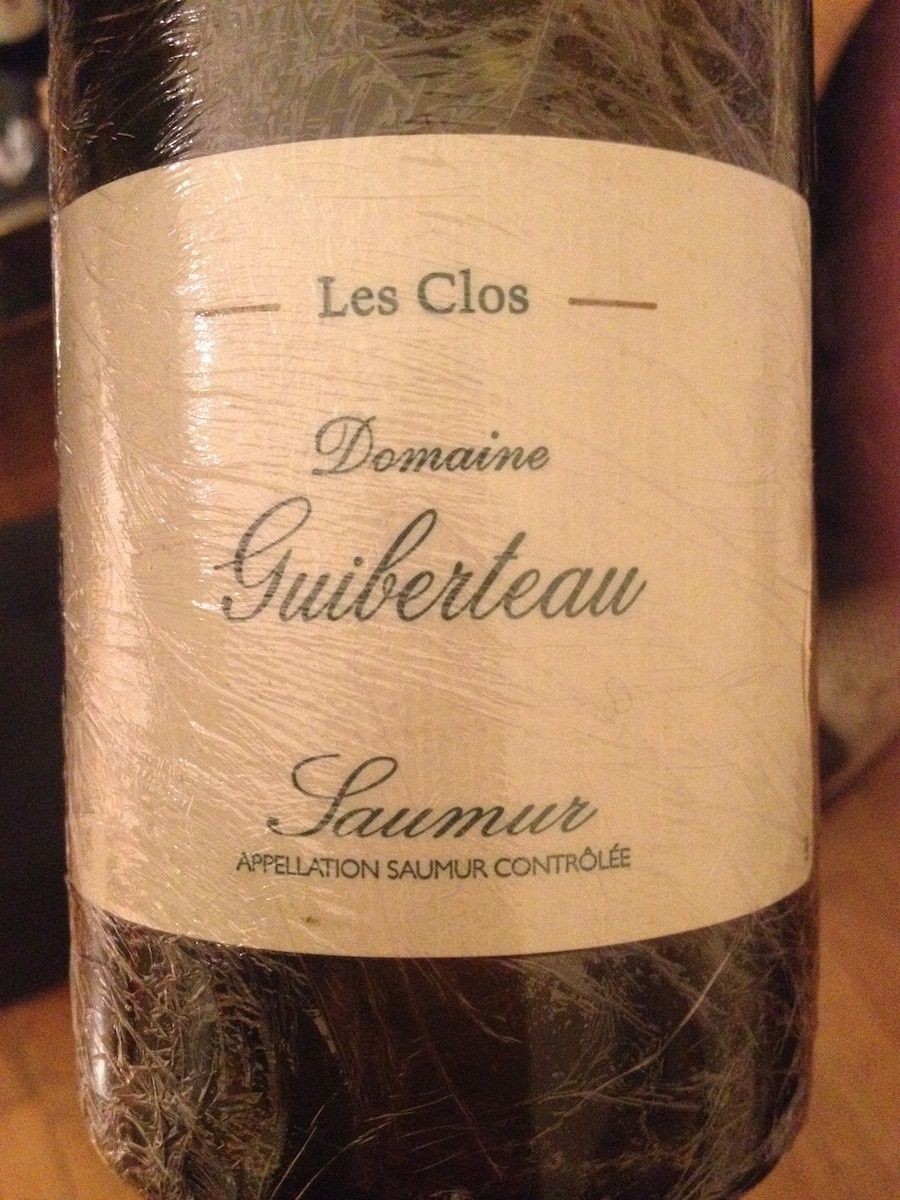 Les Clos
Domaine
Guiberteau
Saumur
APPELLATION SAUMUR CONTRÔLÉE